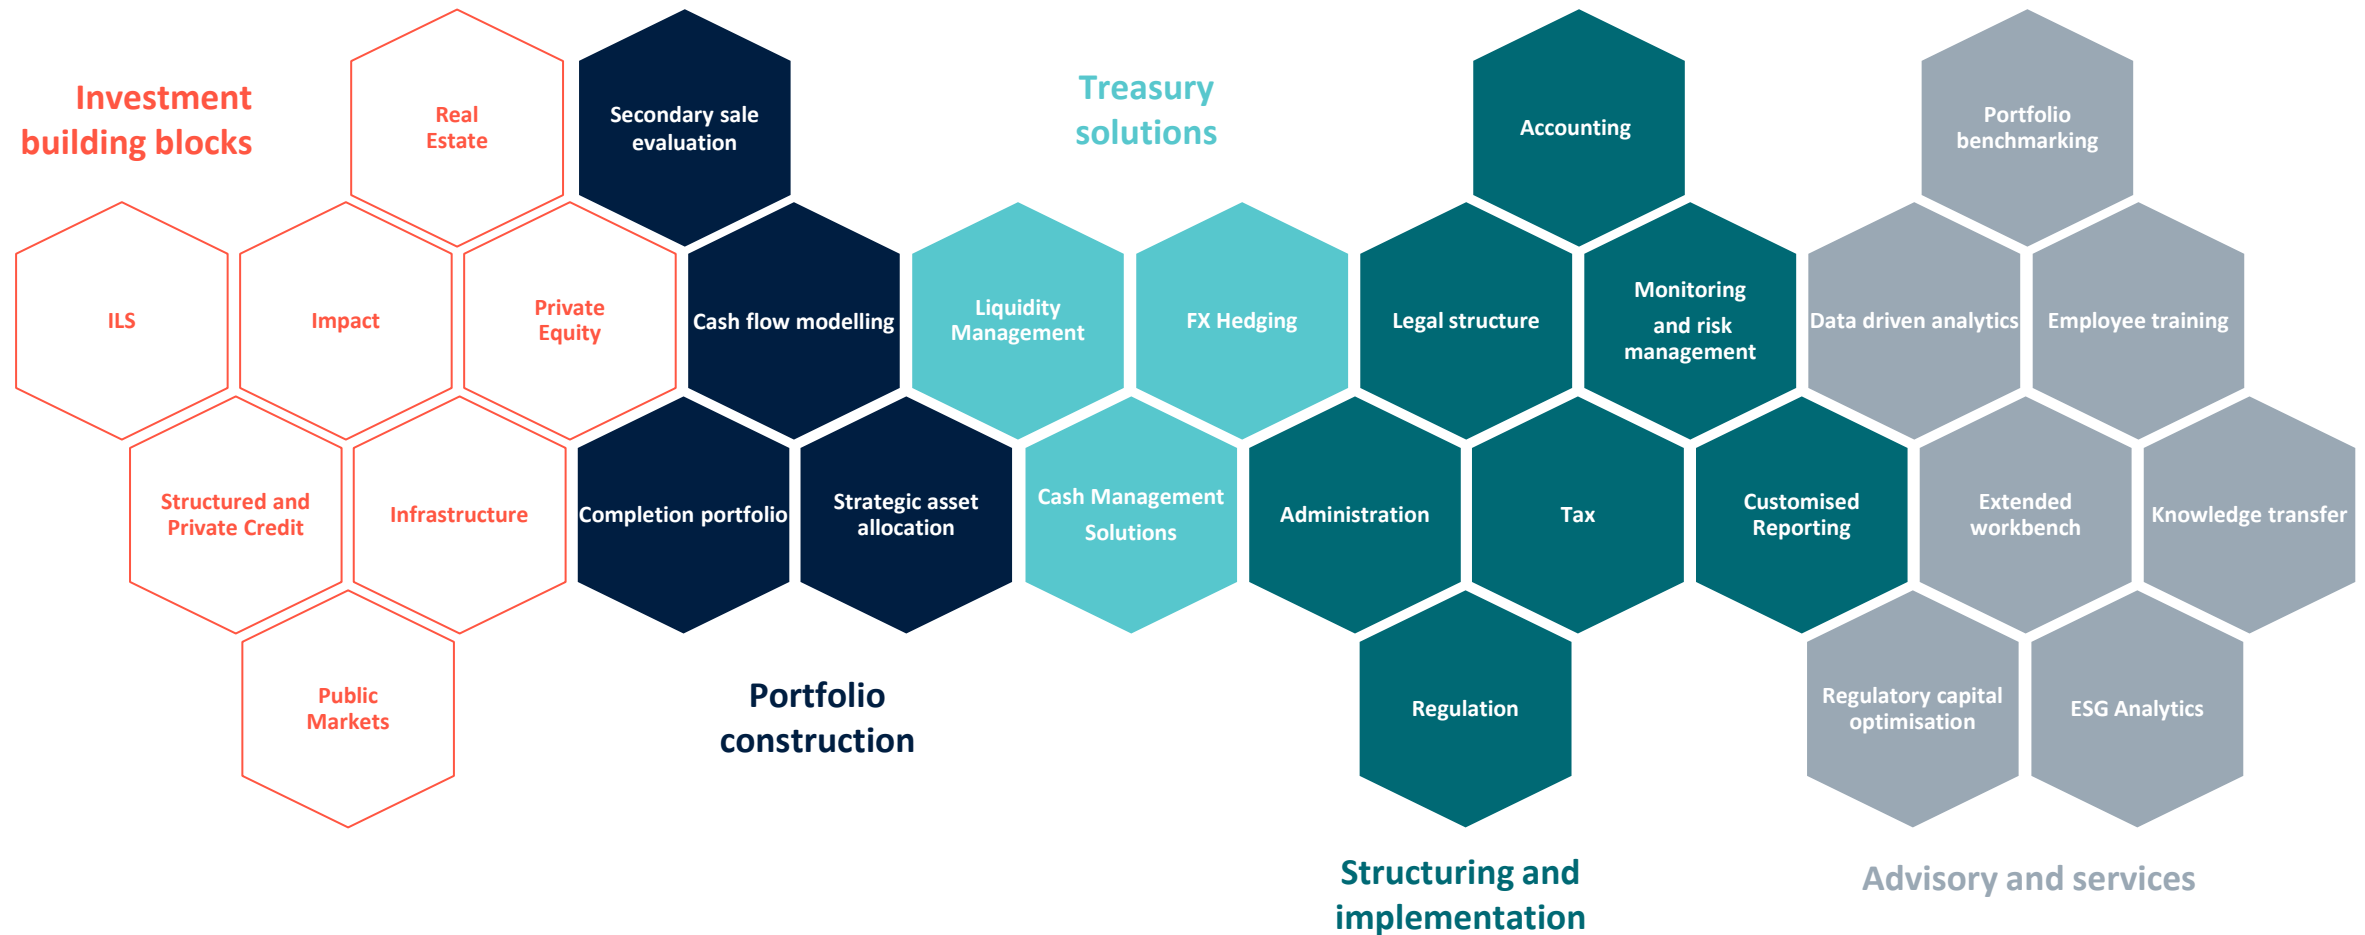 Investment
building blocks
Real
Estate
Secondary sale
evaluation
Treasury
solutions
Accounting
Portfolio
benchmarking
ILS
Impact
Private
Equity
Cash flow modelling
Liquidity
Management
FX Hedging
Legal structure
Monitoring
and risk
management
Data driven analytics
Employee training
Structured and
Private Credit
Infrastructure
Completion portfolio
Strategic asset
allocation
Cash Management
Solutions
Administration
Tax
Customised
Reporting
Extended
workbench
Knowledge transfer
Public
Markets
Portfolio
construction
Regulation
Regulatory capital
optimisation
ESG Analytics
Structuring and
implementation
Advisory and services